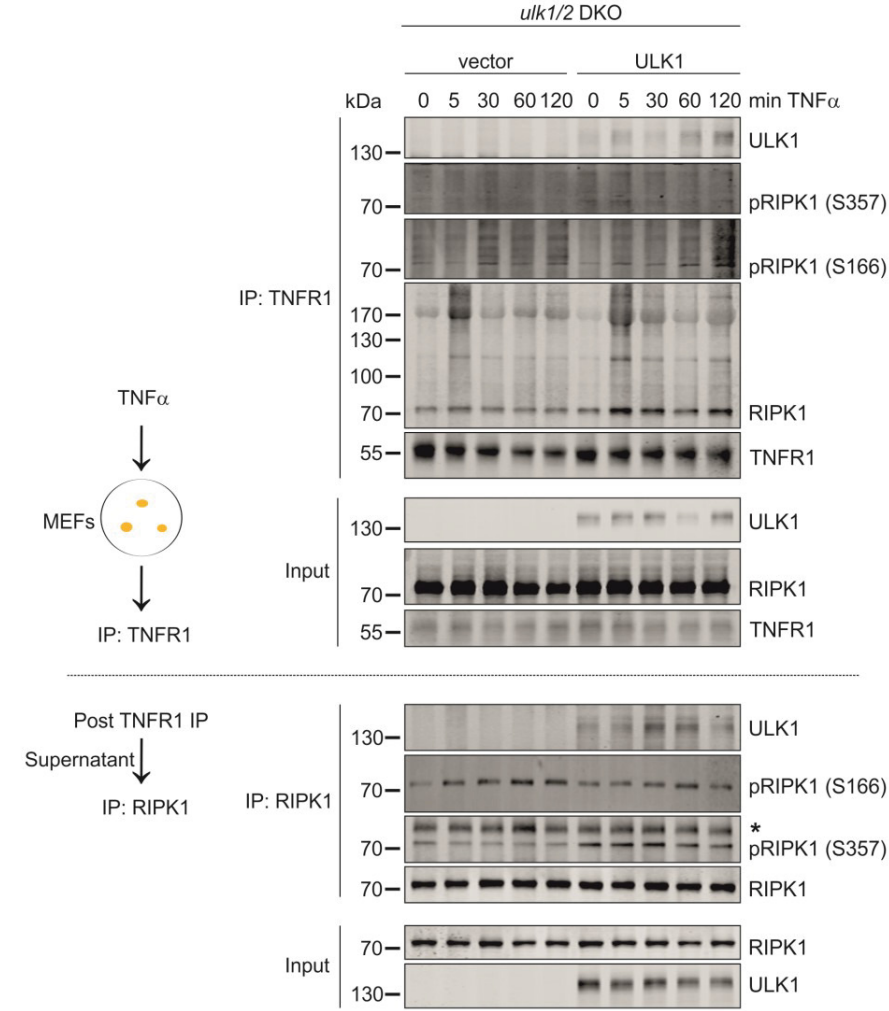 ulk1/2 DKO
vector ULK1
kDa 0 5 30 60 120 0 5 30 60 120 min TNFα
130 ULK1
70 pRIPK1 (S357)
70 pRIPK1 (S166)
IP: TNFR1
170
130
100
70 RIPK1
55 TNFR1
TNFα
MEFs
IP: TNFR1
Input
130 ULK1
70 RIPK1
55 TNFR1
Post TNFR1 IP
Supernatant
IP: RIPK1
IP: RIPK1
130 ULK1
70 pRIPK1 (S166)
*
70 pRIPK1 (S357)
70 RIPK1
Input
70 RIPK1
130 ULK1